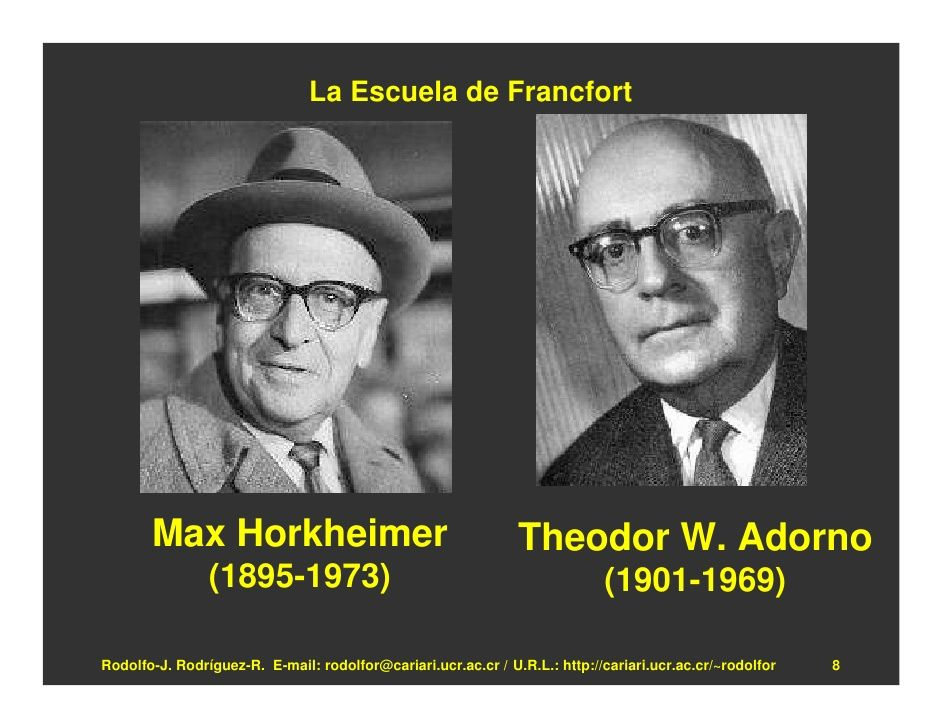 La Escuela de Francfort
Max Horkheimer
(1895-1973)
Theodor W. Adorno
(1901-1969)
Rodolfo-J. Rodríguez-R. E-mail: rodolfor@cariari.ucr.ac.cr / U.R.L.: http://cariari.ucr.ac.cr/~rodolfor 8